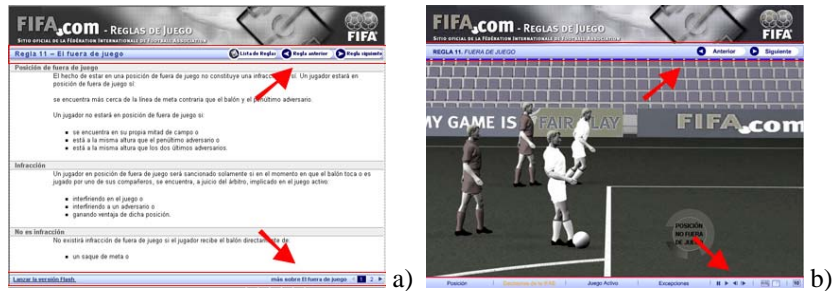 FIFA.com - REGLAS DE JUEGO
SITIO OFICIAL DE LA FÉDÉRATION INTERNATIONALE DE FOOTBALL ASSOCIATION
FIFA
Regla 11 – El fuera de juego
Lista de Reglas
Regla anterior
Regla siguiente
Posición de fuera de juego
El hecho de estar en una posición de fuera de juego no constituye una infracción sí. Un jugador estará en
posición de fuera de juego si:
se encuentra más cerca de la línea de meta contraria que el balón y el penúltimo adversario.
Un jugador no estará en posición de fuera de juego si:
• se encuentra en su propia mitad de campo o
• está a la misma altura que el penúltimo adversario o
• está a la misma altura que los dos últimos adversarios.
Infracción
Un jugador en posición de fuera de juego será sancionado solamente si en el momento en que el balón toca o es
jugado por uno de sus compañeros, se encuentra, a juicio del árbitro, implicado en el juego activo:
• interfiriendo en el juego o
• interfiriendo a un adversario o
• ganando ventaja de dicha posición.
No es infracción
No existirá infracción de fuera de juego si el jugador recibe el balón directamente de:
• un saque de meta o
Lanzar la versión Flash.
más sobre El fuera de juego
1 2
a)
FIFA.com - REGLAS DE JUEGO
SITIO OFICIAL DE LA FÉDÉRATION INTERNATIONALE DE FOOTBALL ASSOCIATION
FIFA
REGLA 11. FUERA DE JUEGO
Anterior
Siguiente
MY GAME IS FAIR PLAY
FIFA.com
POSICIÓN
NO FUERA
DE JUEGO
Posición
Juego Activo
Excepciones
b)